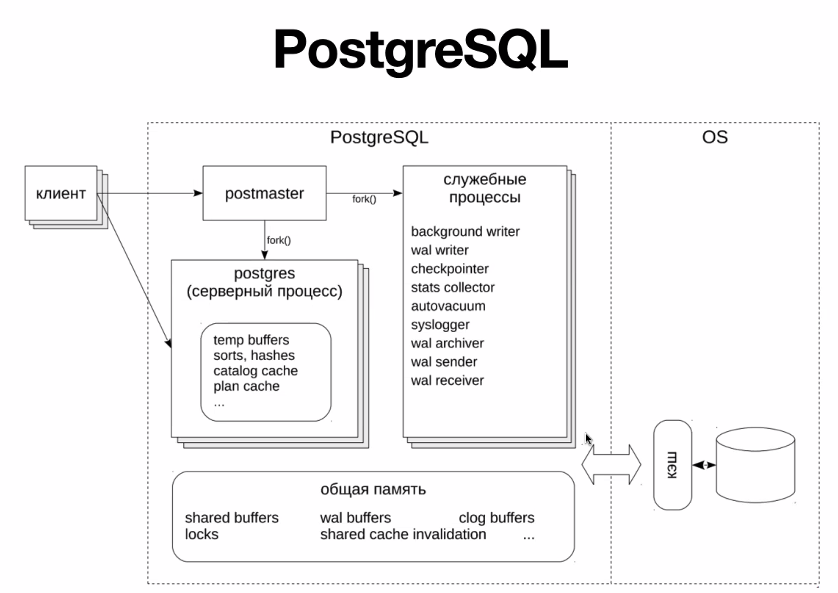 PostgreSQL
PostgreSQL
OS
клиент
postmaster
fork()
fork()
служебные
процессы
background writer
wal writer
checkpointer
stats collector
autovacuum
syslogger
wal archiver
wal sender
wal receiver
postgres
(серверный процесс)
temp buffers
sorts, hashes
catalog cache
plan cache
...
кэш
общая память
shared buffers wal buffers clog buffers
locks shared cache invalidation ...